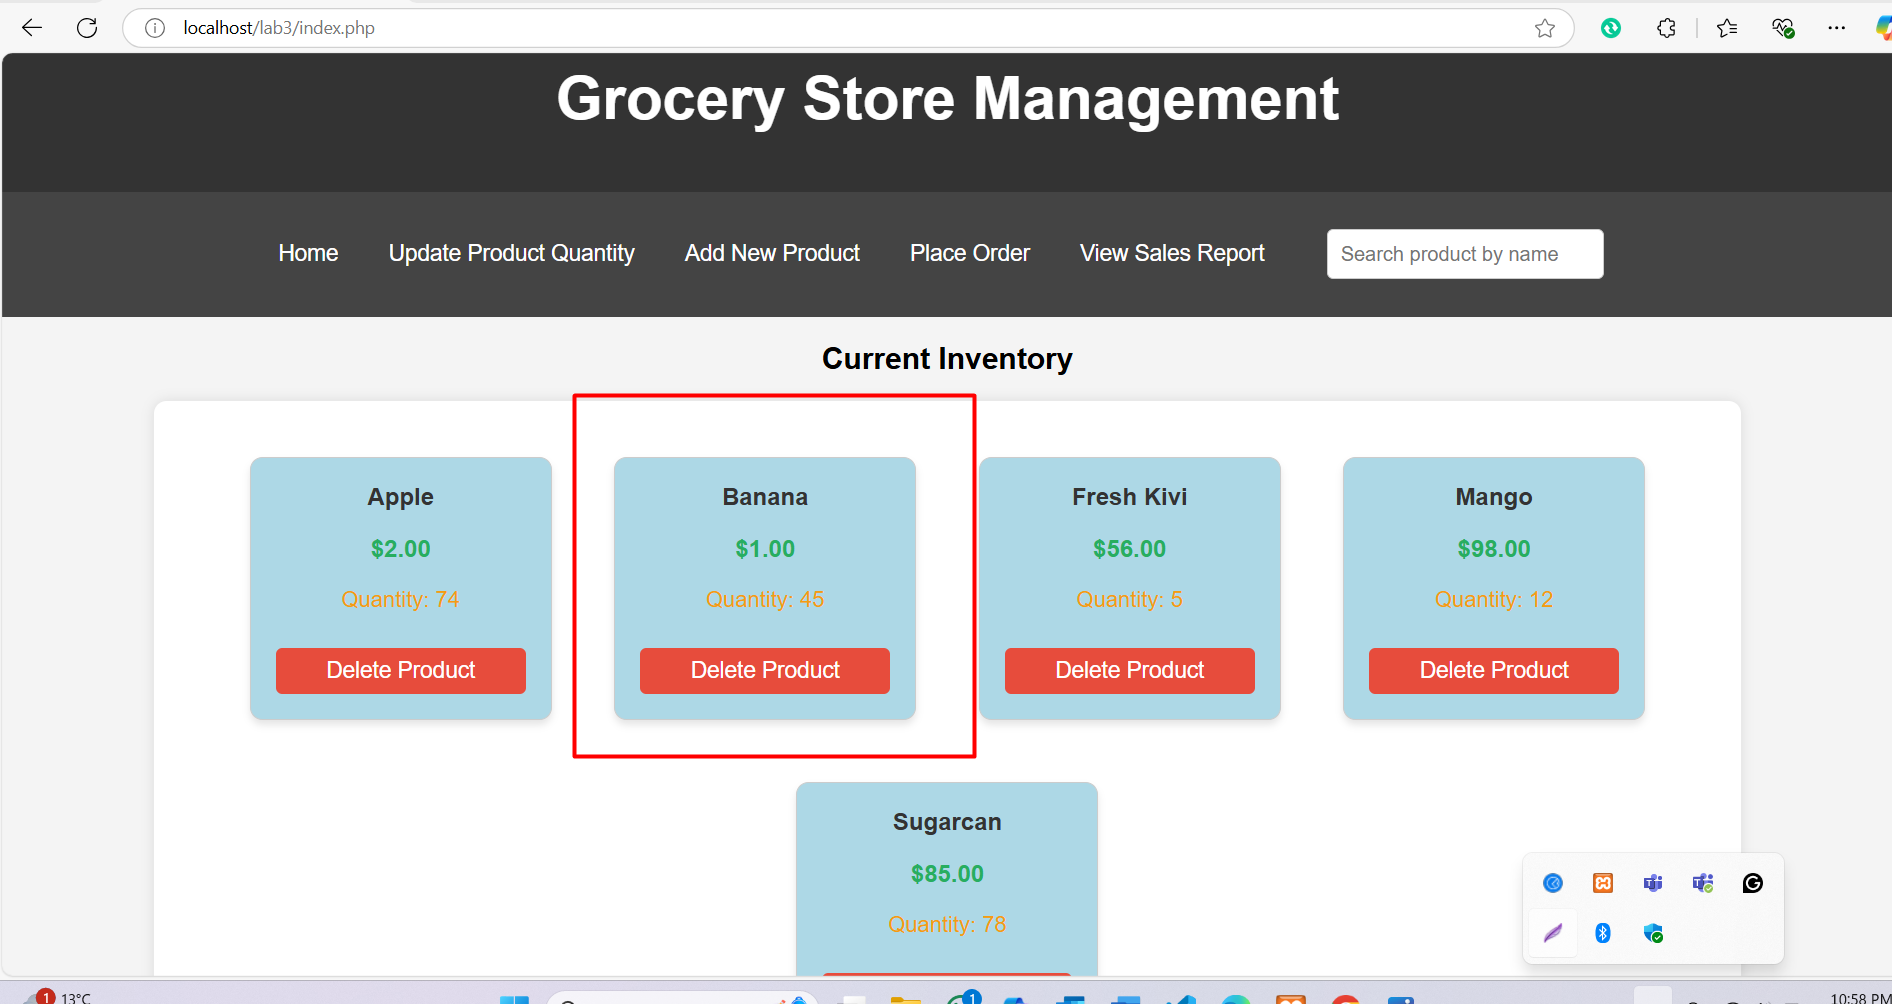 localhost/lab3/index.php
Grocery Store Management
Home Update Product Quantity Add New Product Place Order View Sales Report Search product by name
Current Inventory
Apple
$2.00
Quantity: 74
Delete Product
Banana
$1.00
Quantity: 45
Delete Product
Fresh Kivi
$56.00
Quantity: 5
Delete Product
Mango
$98.00
Quantity: 12
Delete Product
Sugarcan
$85.00
Quantity: 78
1
13°C
1
10:58 PM